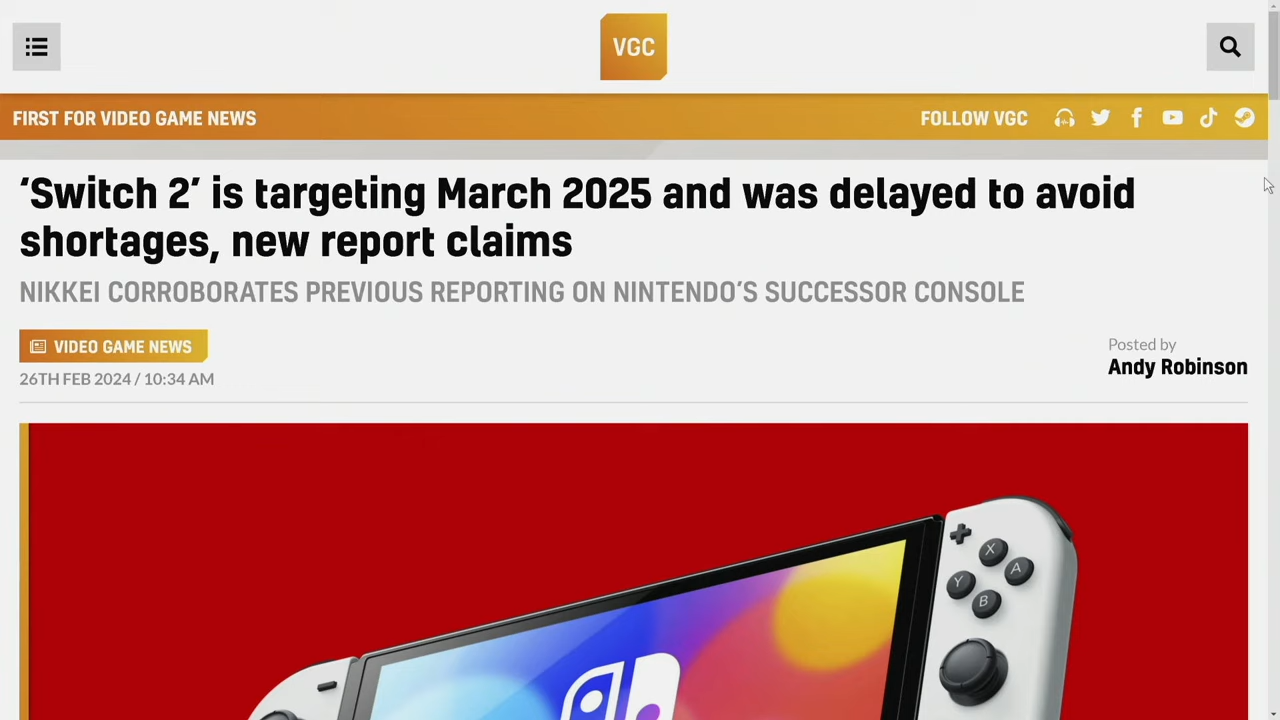 VGC
FIRST FOR VIDEO GAME NEWS
FOLLOW VGC
‘Switch 2’ is targeting March 2025 and was delayed to avoid
shortages, new report claims
NIKKEI CORROBORATES PREVIOUS REPORTING ON NINTENDO’S SUCCESSOR CONSOLE
VIDEO GAME NEWS
26TH FEB 2024 / 10:34 AM
Posted by
Andy Robinson
X
Y
A
B